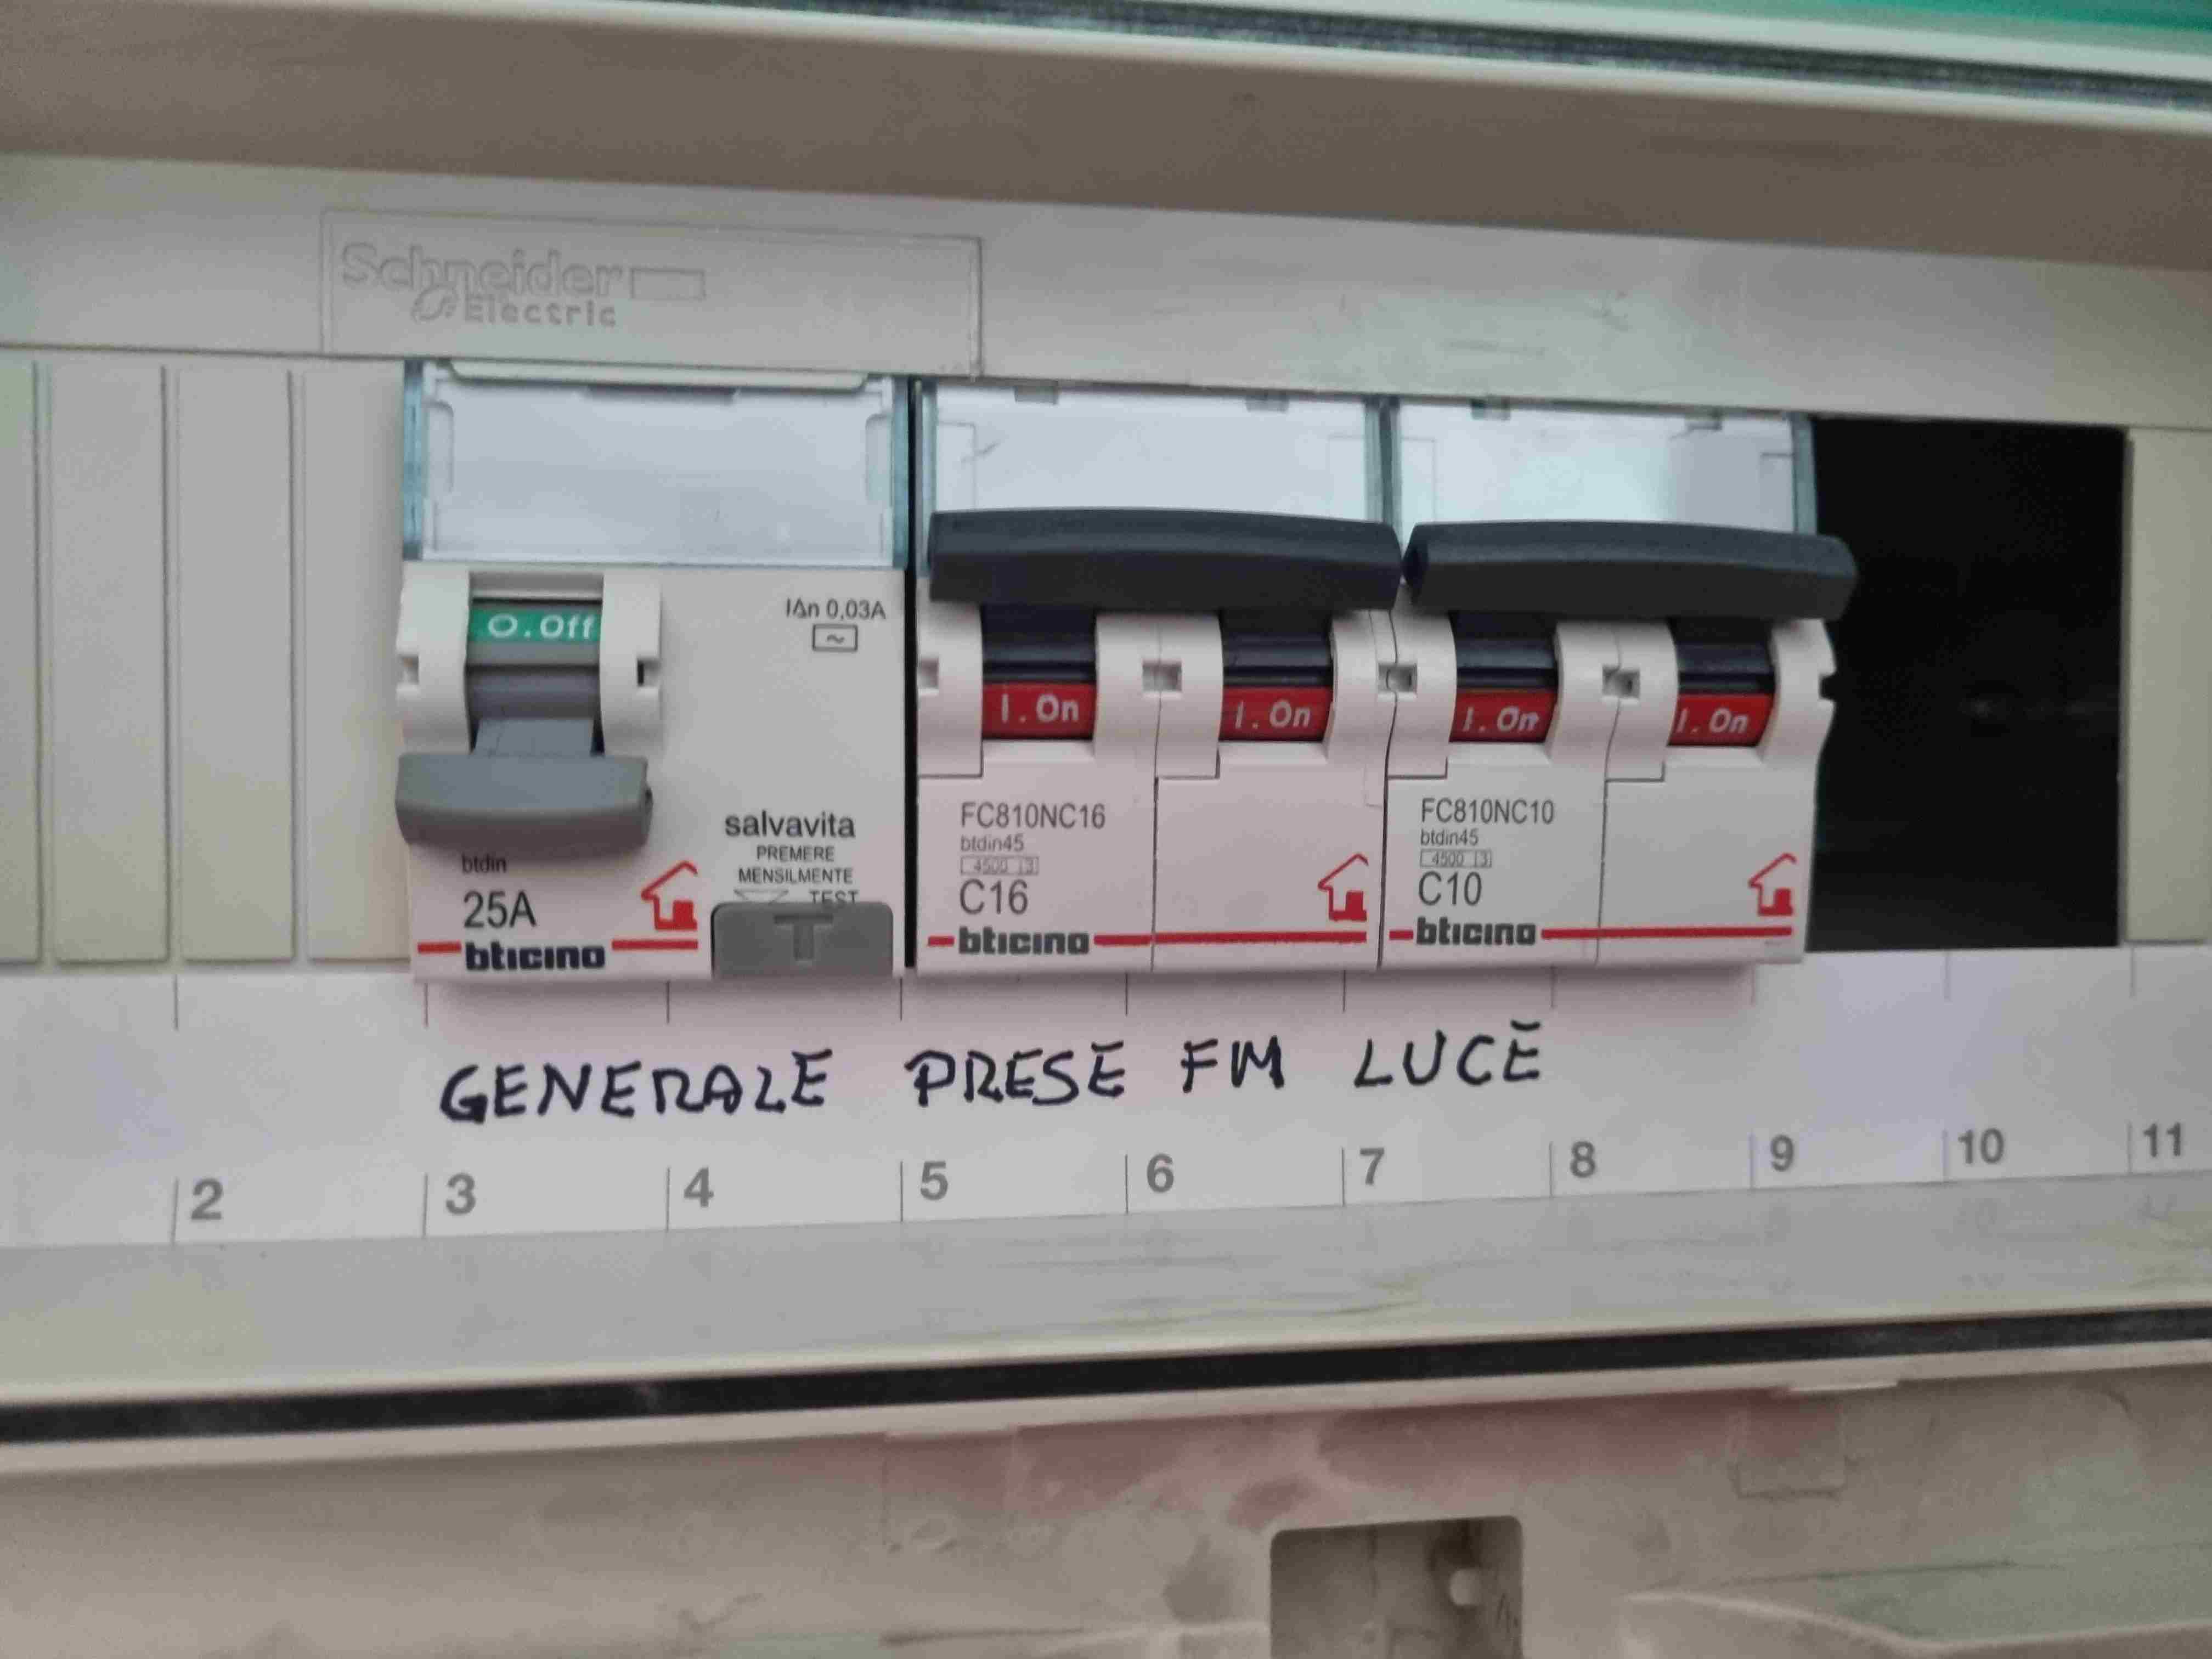 Schneider
Electric
O.Off
IΔn 0,03A
~
salvavita
PREMERE
MENSILMENTE
TEST
T
btdin
25A
bticino
I.On
I.On
FC810NC16
btdin45
4500 3
C16
bticino
I.On
I.On
FC810NC10
btdin45
4500 3
C10
bticino
GENERALE PRESE FM LUCE
2 3 4 5 6 7 8 9 10 11